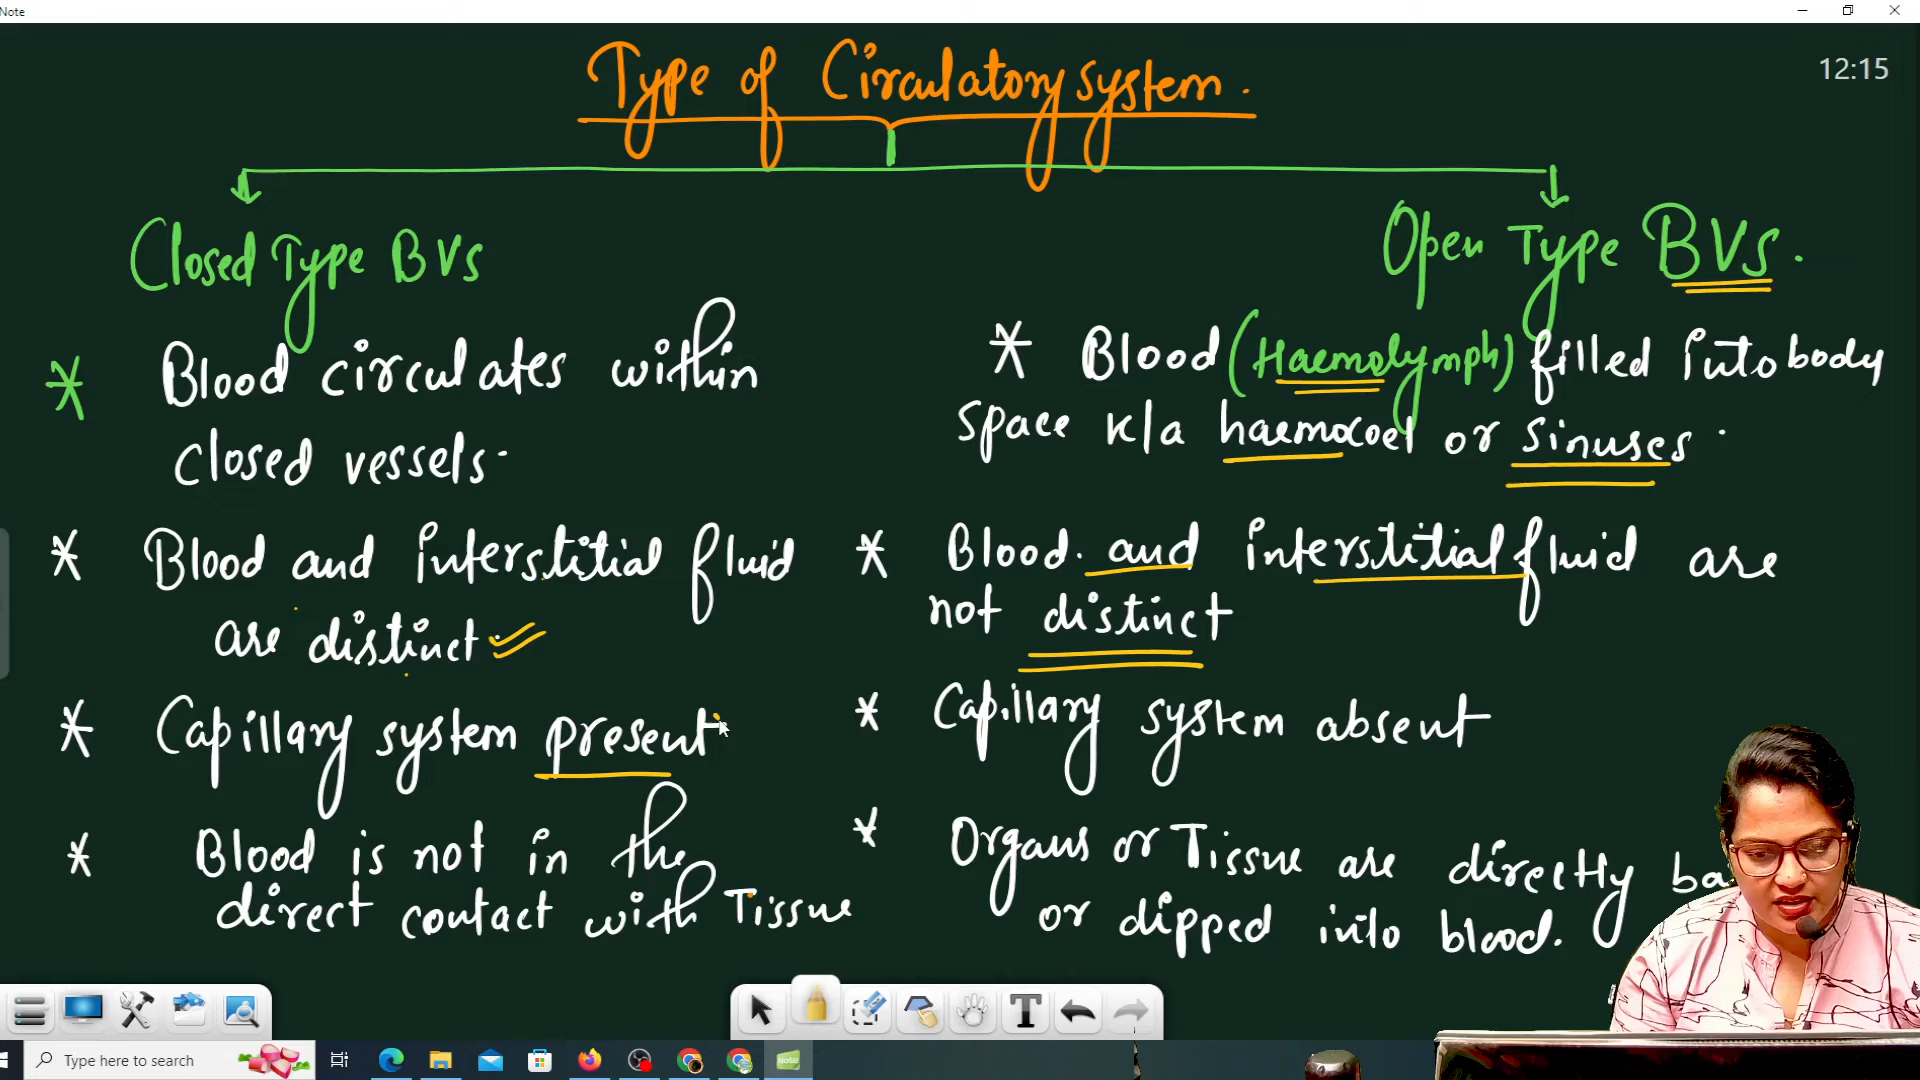 Note
12:15
Type of Circulatory system.
Closed Type BVs
* Blood circulates within
closed vessels.
* Blood and interstitial fluid
are distinct.
* Capillary system present
* Blood is not in the
direct contact with Tissue
Open Type BVs.
* Blood (Haemolymph) filled into body
space k/a haemocoel or sinuses.
* Blood. and interstitial fluid are
not distinct
* Capillary system absent
* Organs or Tissue are directly
or dipped into blood.
T
Type here to search